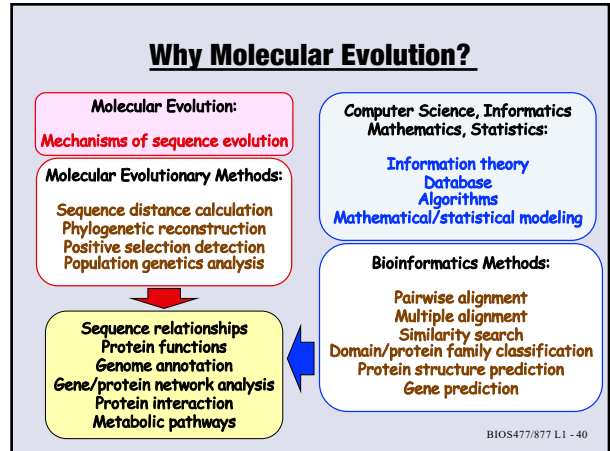 Why Molecular Evolution?
Molecular Evolution:
Mechanisms of sequence evolution
Molecular Evolutionary Methods:
Sequence distance calculation
Phylogenetic reconstruction
Positive selection detection
Population genetics analysis
Sequence relationships
Protein functions
Genome annotation
Gene/protein network analysis
Protein interaction
Metabolic pathways
Computer Science, Informatics
Mathematics, Statistics:
Information theory
Database
Algorithms
Mathematical/statistical modeling
Bioinformatics Methods:
Pairwise alignment
Multiple alignment
Similarity search
Domain/protein family classification
Protein structure prediction
Gene prediction
BIOS477/877 L1 - 40